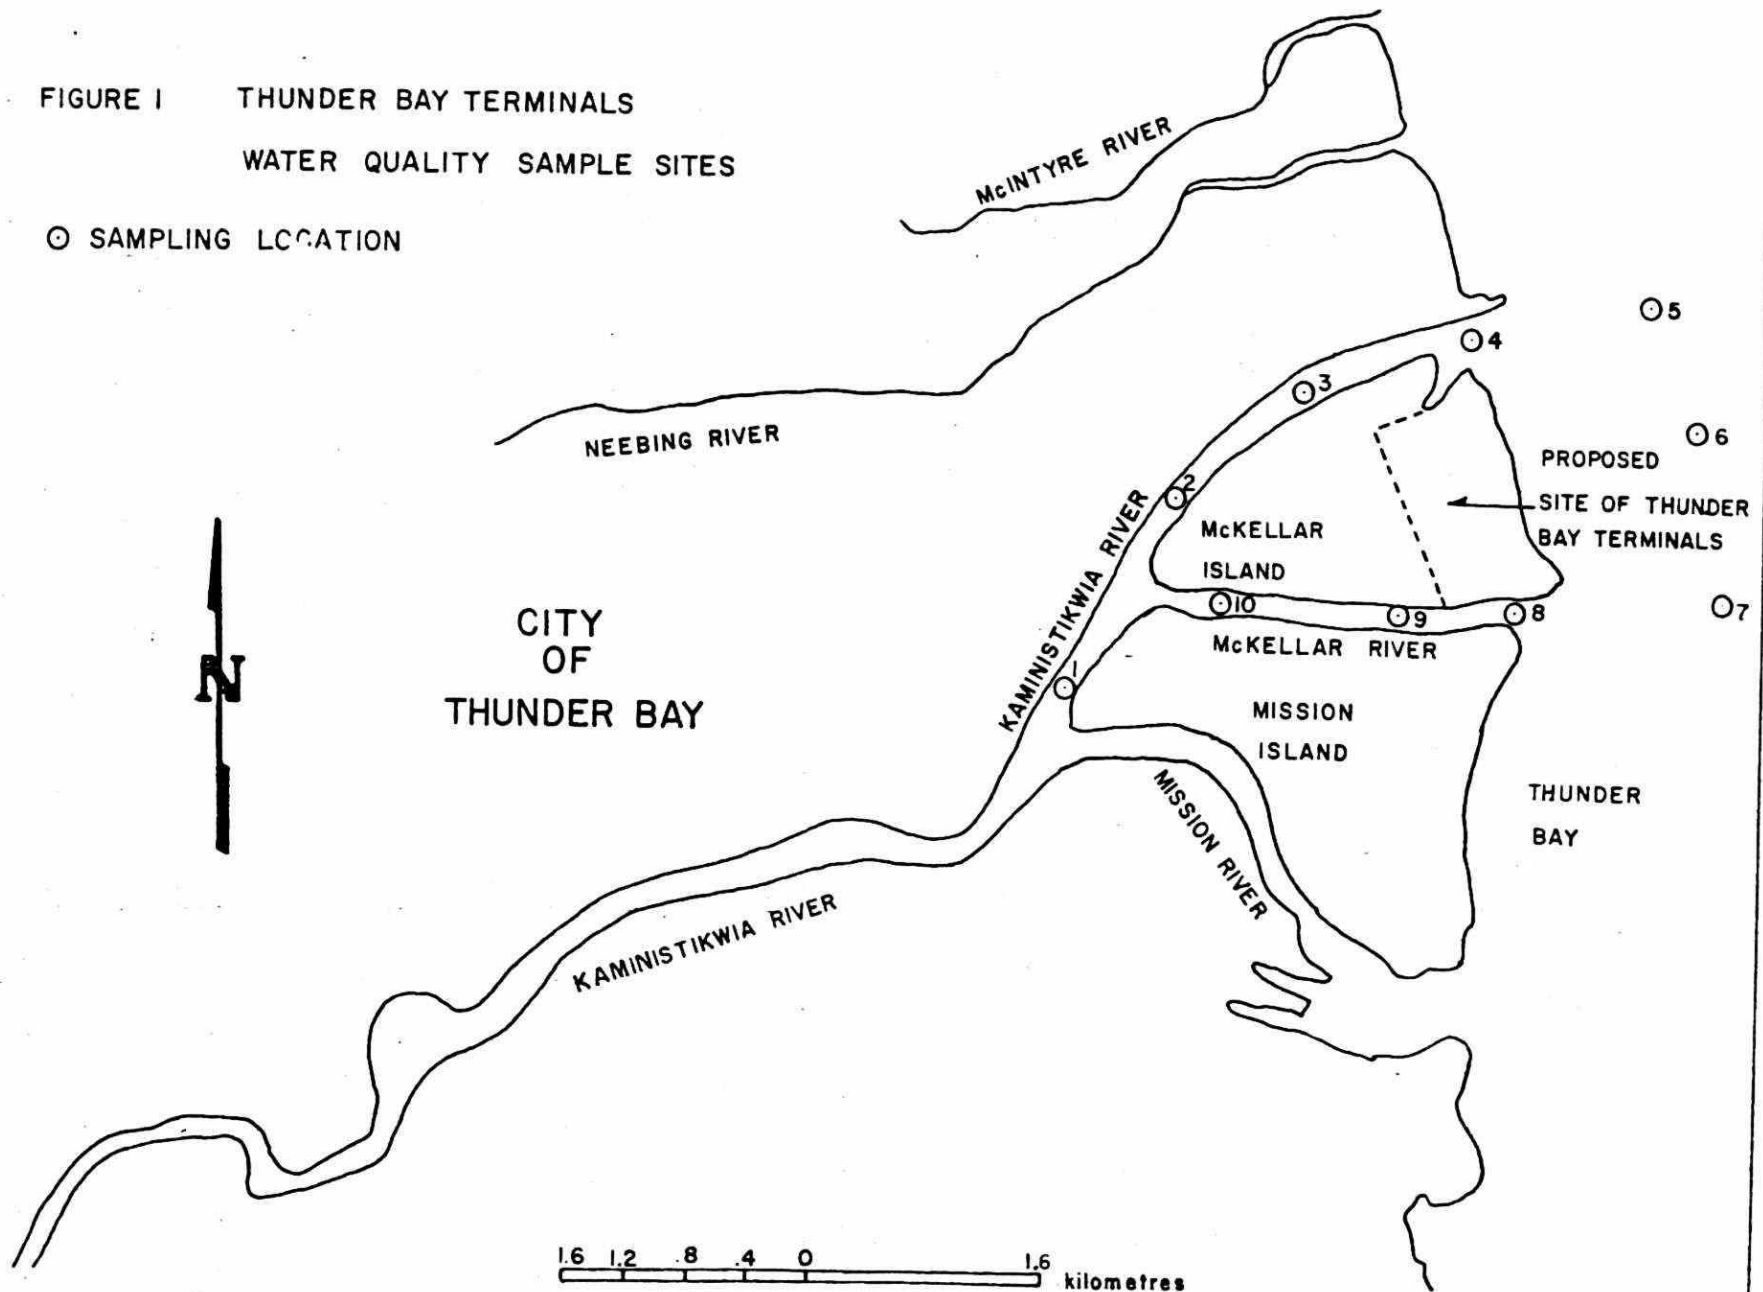 FIGURE 1 THUNDER BAY TERMINALS
WATER QUALITY SAMPLE SITES
SAMPLING LOCATION
McINTYRE RIVER
NEEBING RIVER
5
4
3
6
2
PROPOSED
SITE OF THUNDER
BAY TERMINALS
McKELLAR
ISLAND
KAMINISTIKWIA RIVER
10
9
8
7
McKELLAR RIVER
1
N
CITY
OF
THUNDER BAY
MISSION
ISLAND
MISSION RIVER
THUNDER
BAY
KAMINISTIKWIA RIVER
1.6 1.2 .8 .4 0 1.6
kilometres